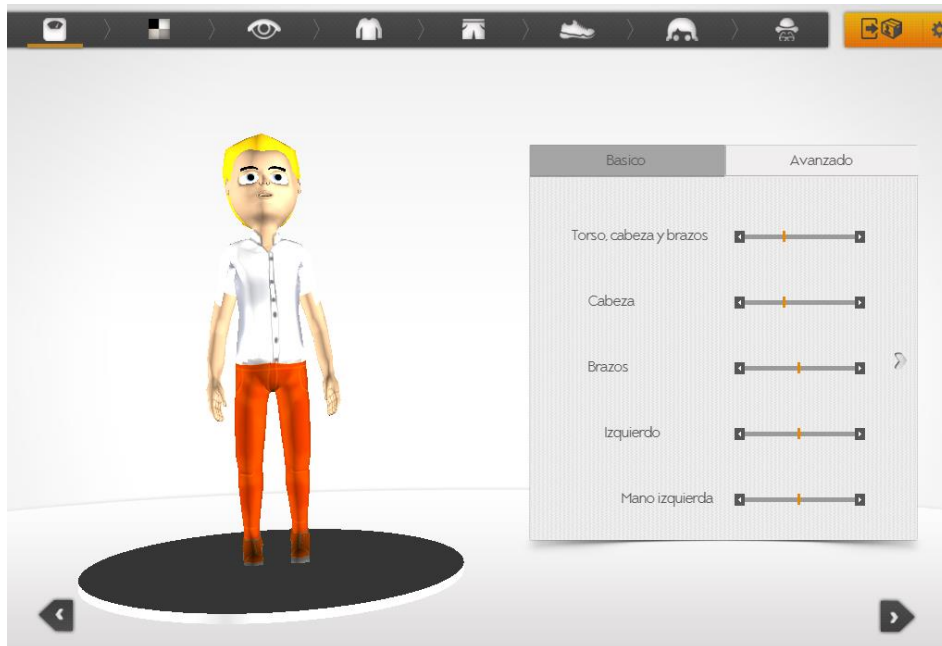 Basico
Avanzado
Torso, cabeza y brazos
Cabeza
Brazos
Izquierdo
Mano izquierda